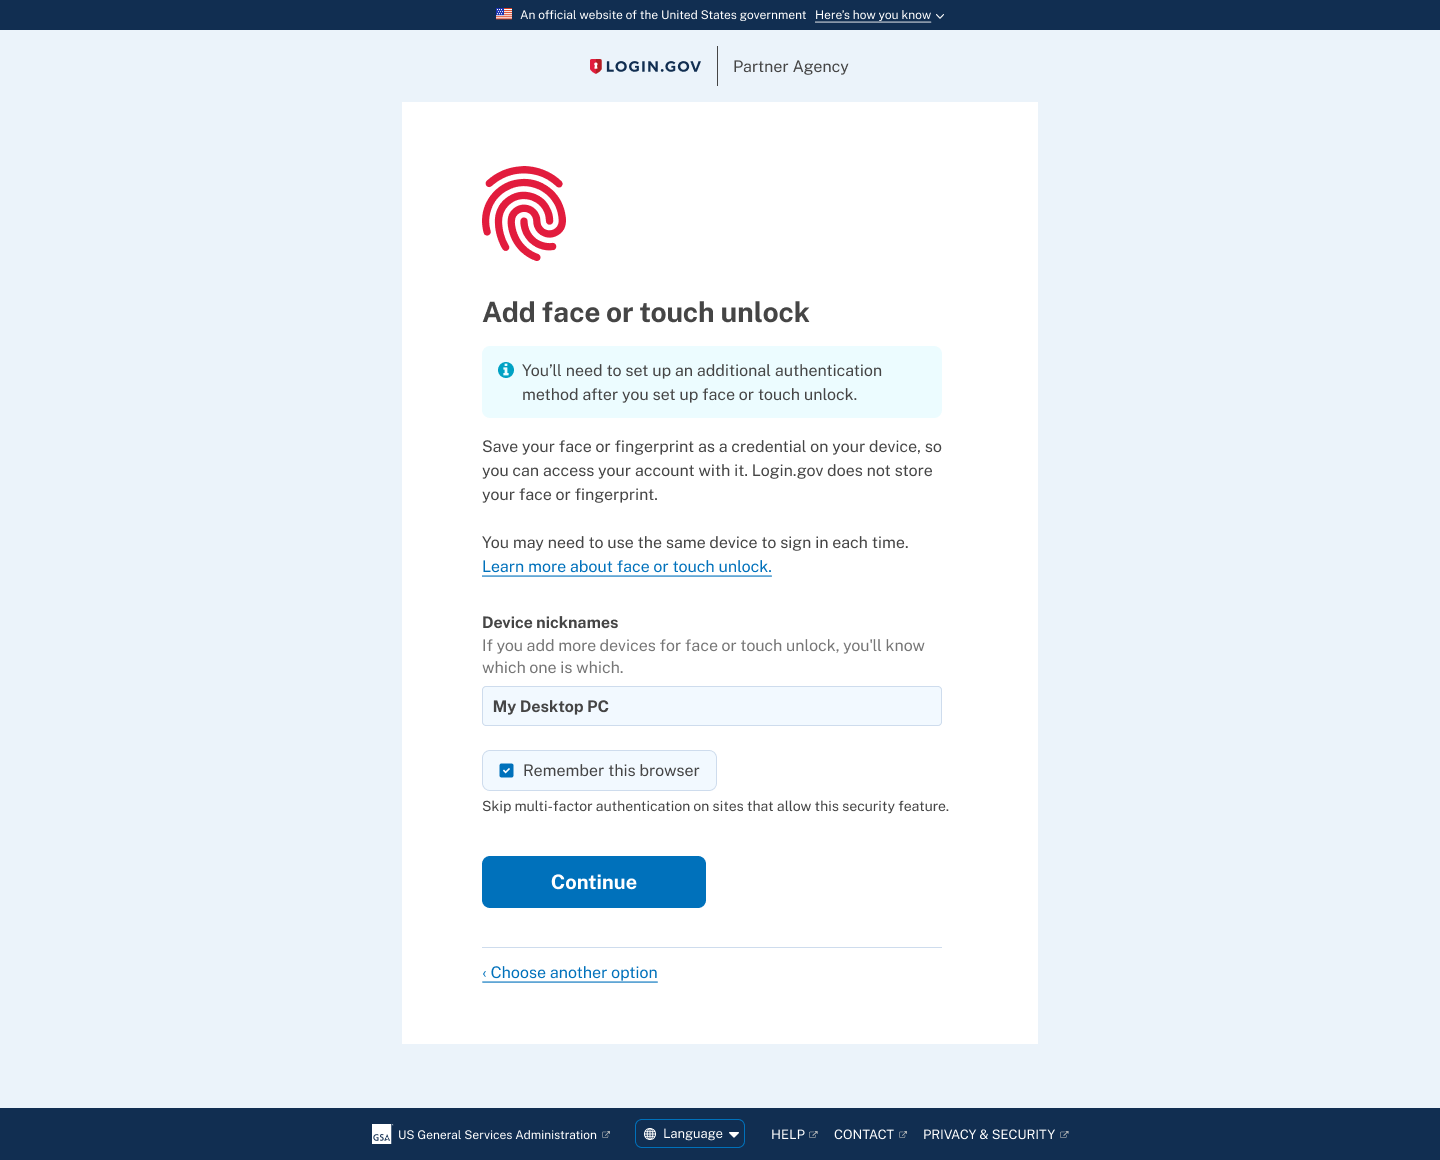 An official website of the United States government Here's how you know
LOGIN.GOV Partner Agency
Add face or touch unlock
You’ll need to set up an additional authentication
method after you set up face or touch unlock.
Save your face or fingerprint as a credential on your device, so
you can access your account with it. Login.gov does not store
your face or fingerprint.
You may need to use the same device to sign in each time.
Learn more about face or touch unlock.
Device nicknames
If you add more devices for face or touch unlock, you'll know
which one is which.
My Desktop PC
Remember this browser
Skip multi-factor authentication on sites that allow this security feature.
Continue
‹ Choose another option
GSA US General Services Administration Language HELP CONTACT PRIVACY & SECURITY